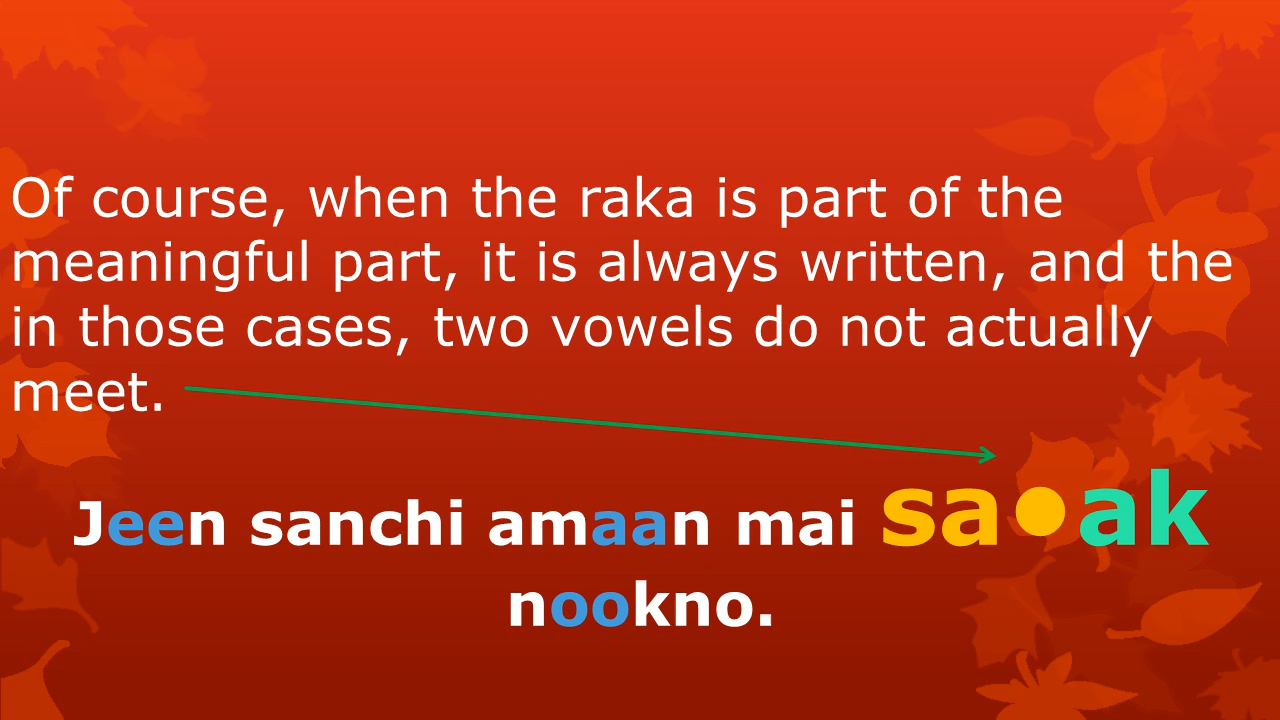 Of course, when the raka is part of the
meaningful part, it is always written, and the
in those cases, two vowels do not actually
meet.
Jeen sanchi amaan mai sa•ak
nookno.